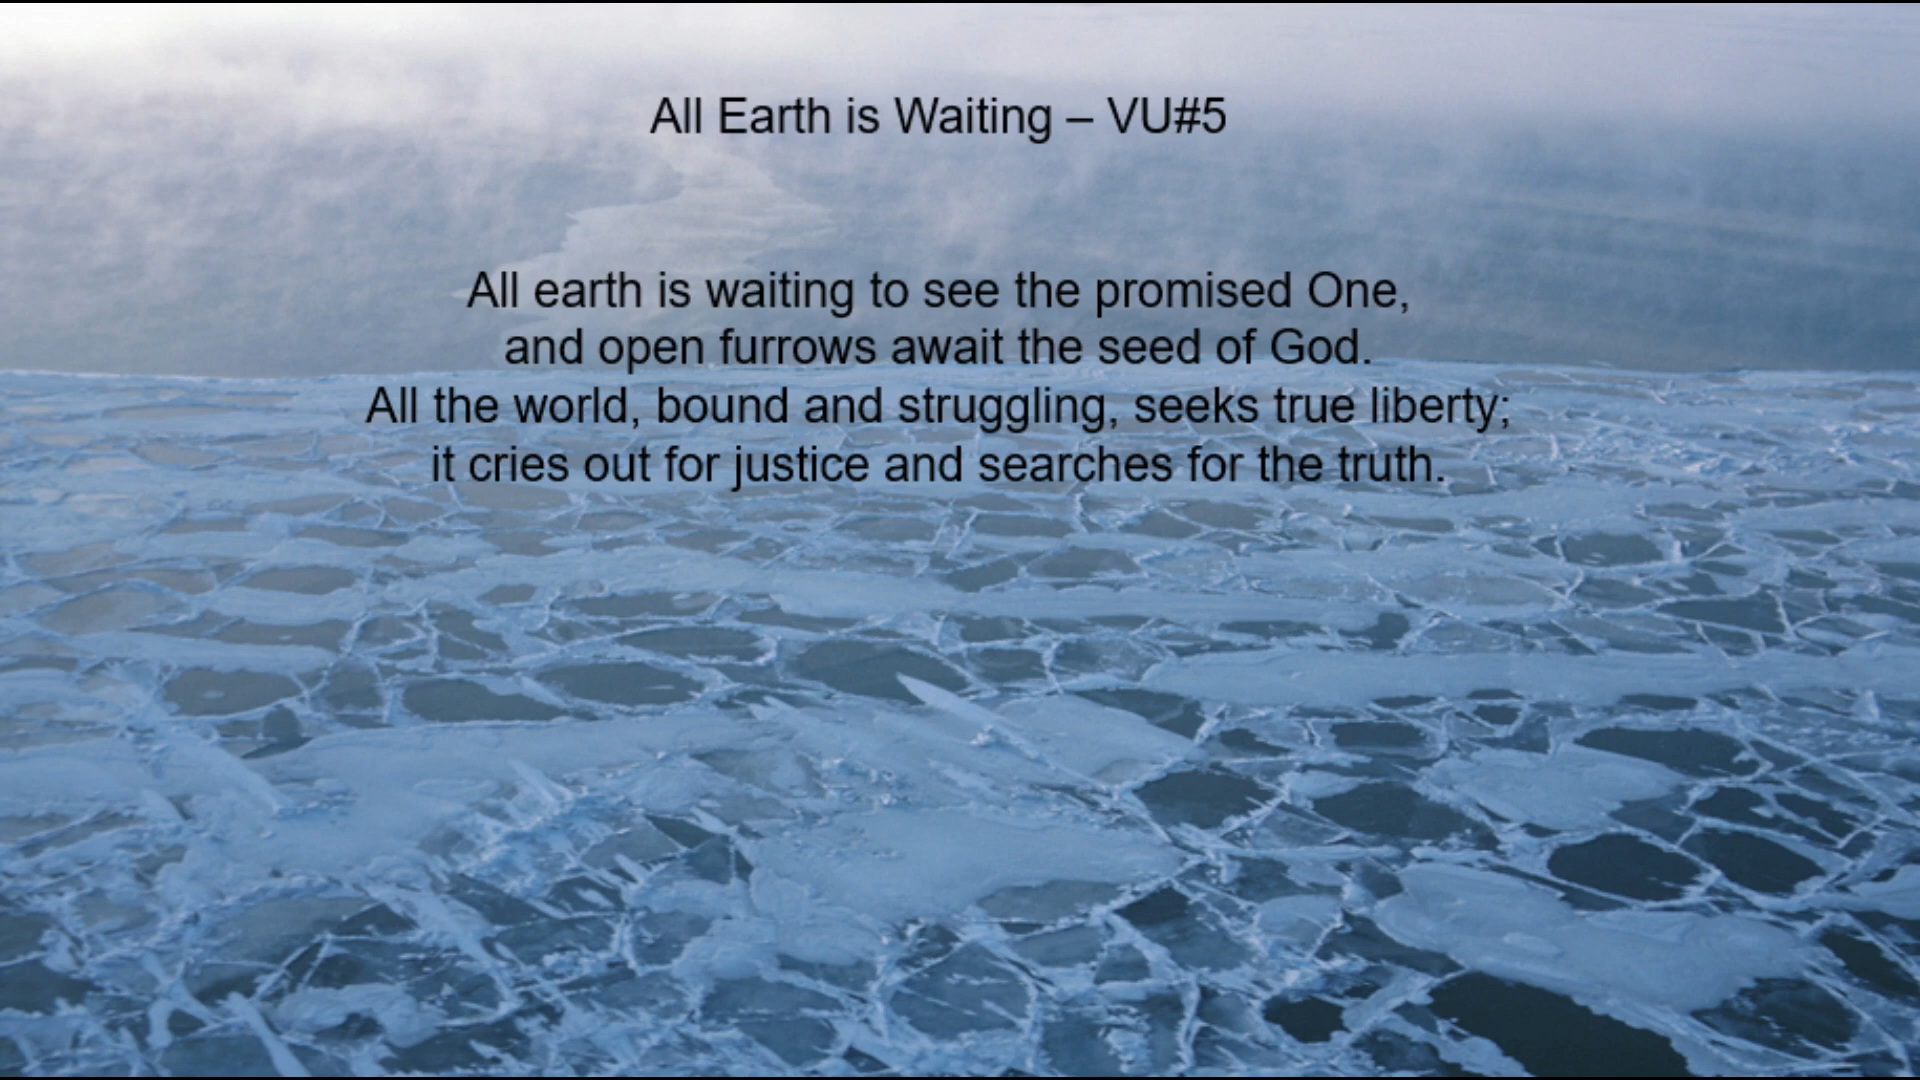 All Earth is Waiting – VU#5
All earth is waiting to see the promised One,
and open furrows await the seed of God.
All the world, bound and struggling, seeks true liberty;
it cries out for justice and searches for the truth.